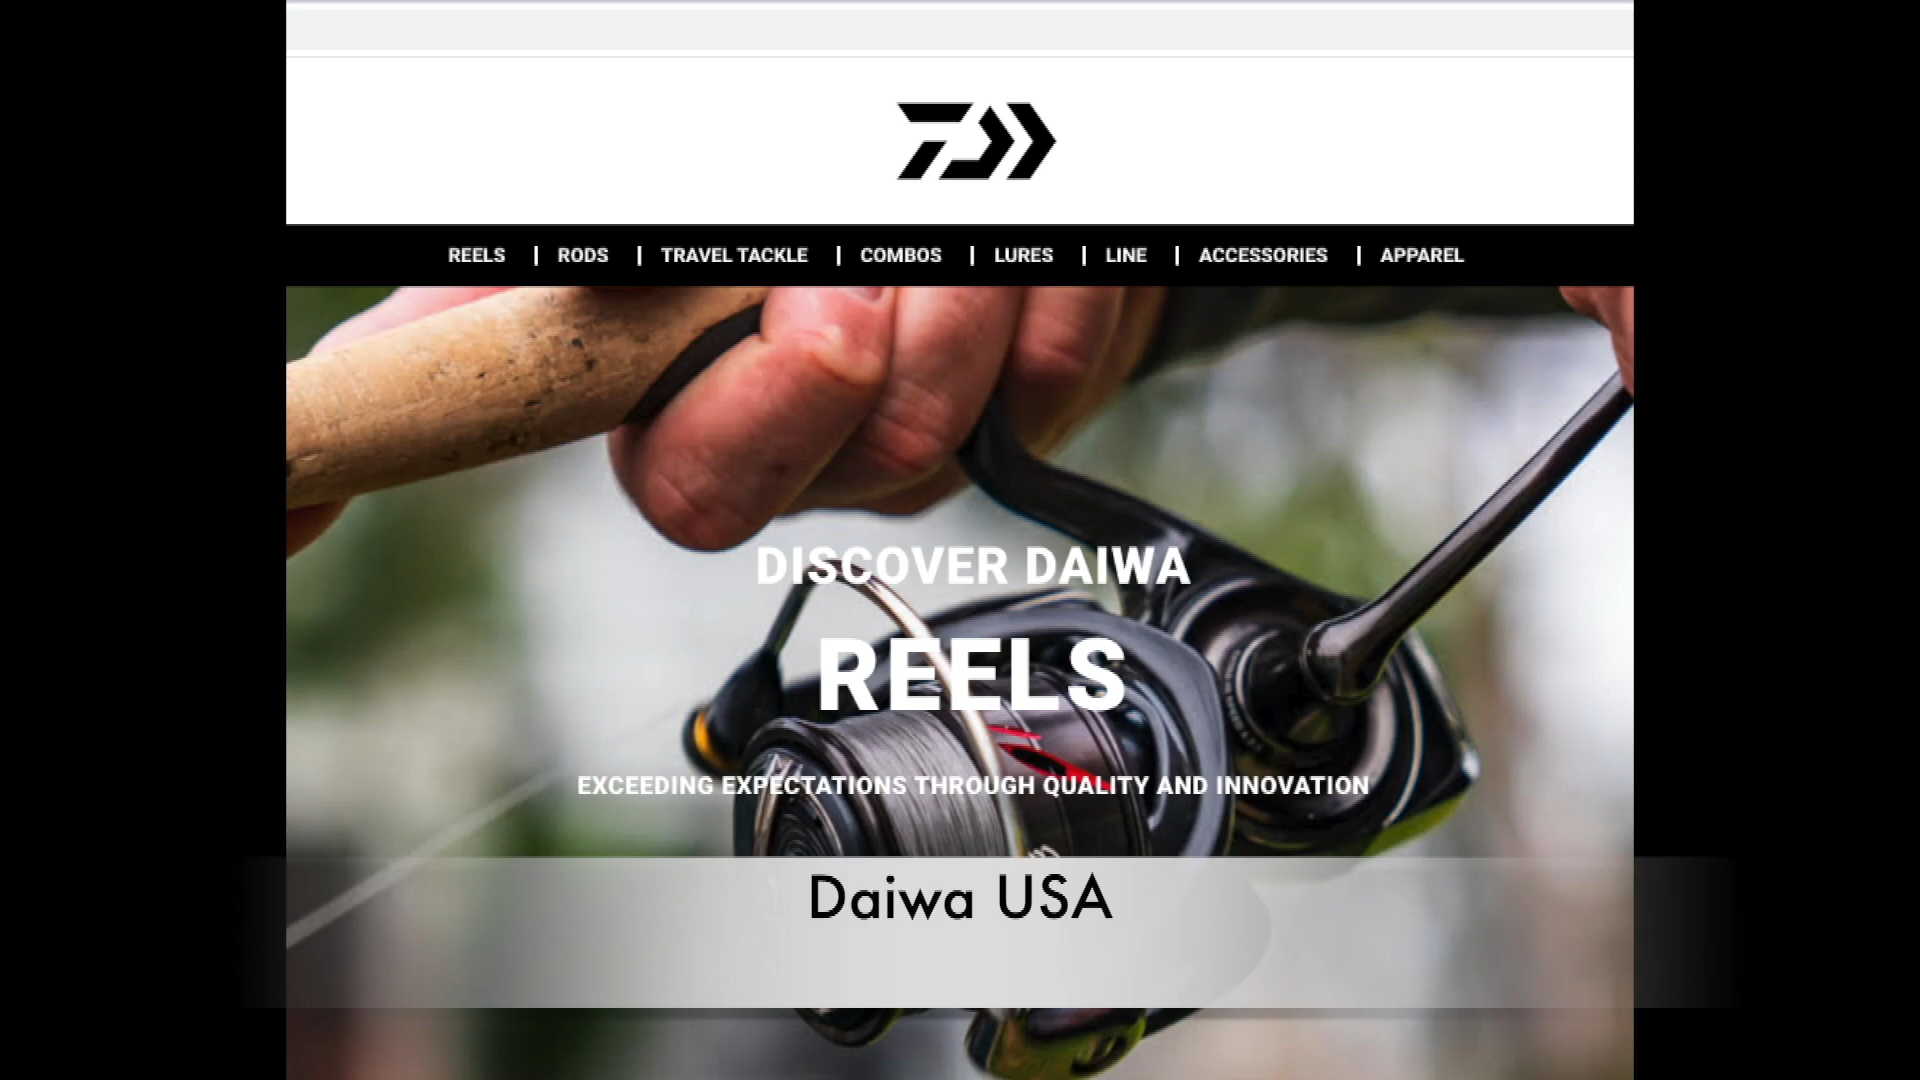 REELS | RODS | TRAVEL TACKLE | COMBOS | LURES | LINE | ACCESSORIES | APPAREL
DISCOVER DAIWA
REELS
EXCEEDING EXPECTATIONS THROUGH QUALITY AND INNOVATION
Daiwa USA